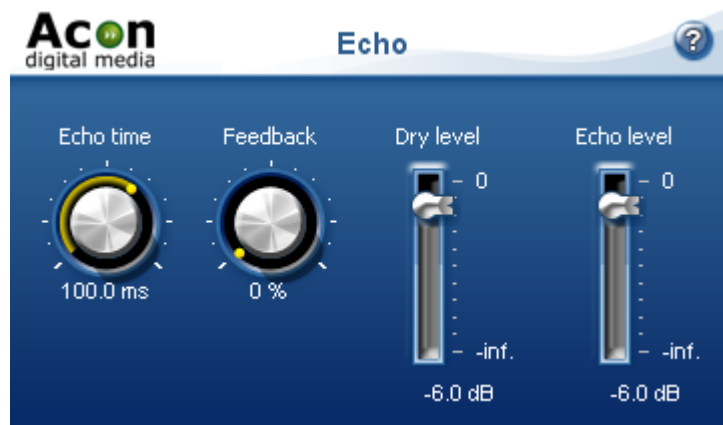 Acon
digital media
Echo
?
Echo time
Feedback
Dry level
Echo level
0
0
100.0 ms
0 %
-inf.
-inf.
-6.0 dB
-6.0 dB